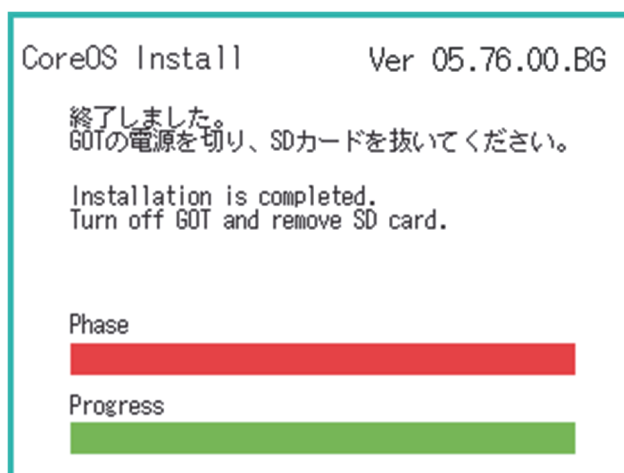 CoreOS Install Ver 05.76.00.BG
終了しました。
GOTの電源を切り、SDカードを抜いてください。
Installation is completed.
Turn off GOT and remove SD card.
Phase
Progress